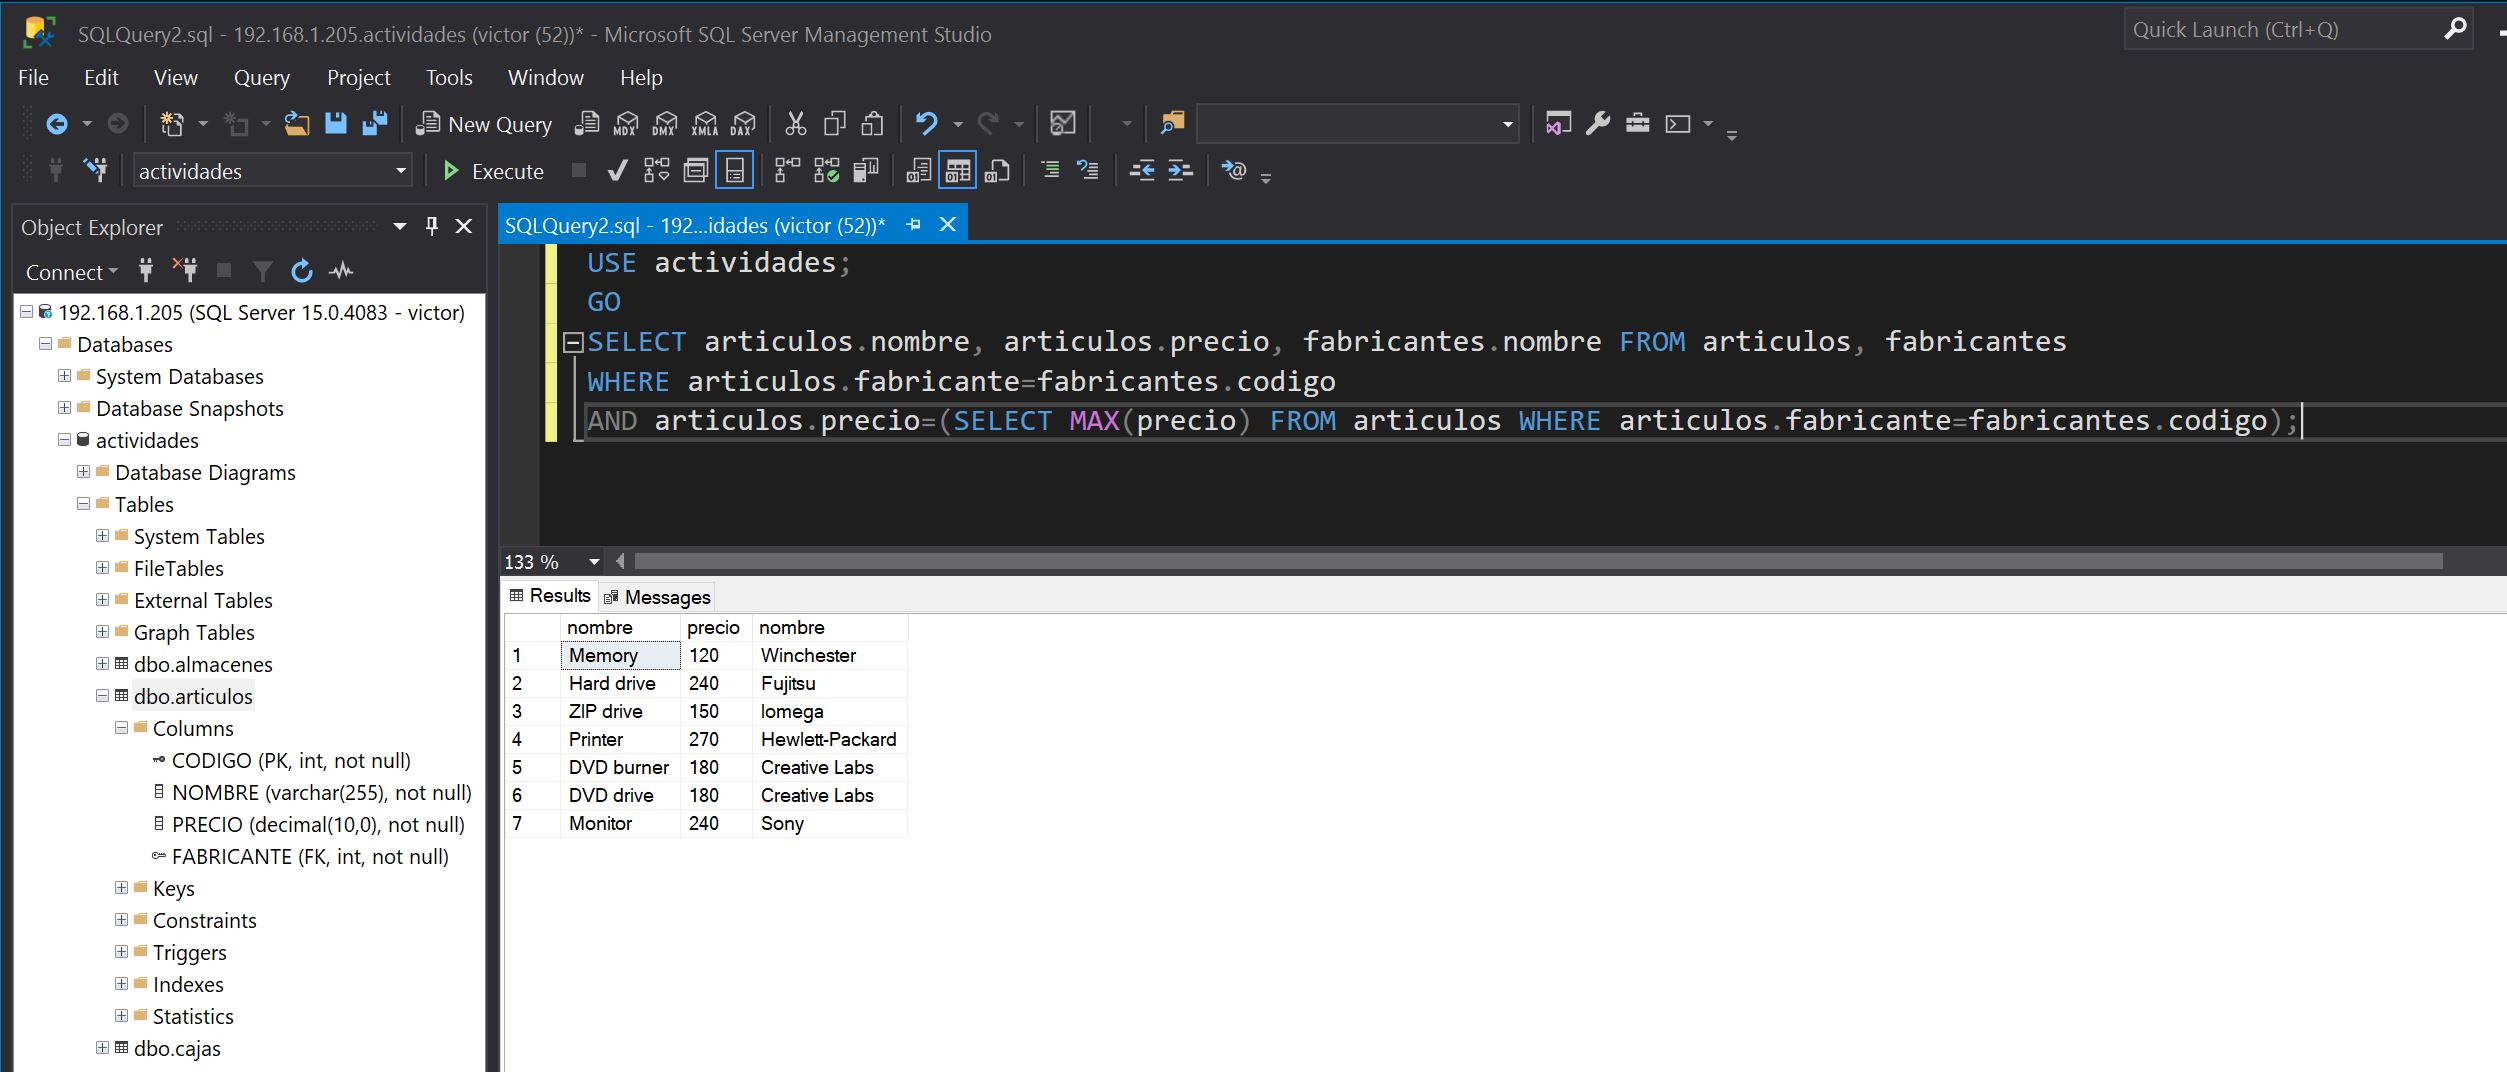 SQLQuery2.sql - 192.168.1.205.actividades (victor (52))* - Microsoft SQL Server Management Studio
Quick Launch (Ctrl+Q)
File Edit View Query Project Tools Window Help
New Query MDX DMX XMLA DAX
actividades Execute
Object Explorer
Connect
192.168.1.205 (SQL Server 15.0.4083 - victor)
Databases
System Databases
Database Snapshots
actividades
Database Diagrams
Tables
System Tables
FileTables
External Tables
Graph Tables
dbo.almacenes
dbo.articulos
Columns
CODIGO (PK, int, not null)
NOMBRE (varchar(255), not null)
PRECIO (decimal(10,0), not null)
FABRICANTE (FK, int, not null)
Keys
Constraints
Triggers
Indexes
Statistics
dbo.cajas
SQLQuery2.sql - 192...idades (victor (52))*
USE actividades;
GO
SELECT articulos.nombre, articulos.precio, fabricantes.nombre FROM articulos, fabricantes
WHERE articulos.fabricante=fabricantes.codigo
AND articulos.precio=(SELECT MAX(precio) FROM articulos WHERE articulos.fabricante=fabricantes.codigo);
133 %
Results Messages
nombre precio nombre
1 Memory 120 Winchester
2 Hard drive 240 Fujitsu
3 ZIP drive 150 Iomega
4 Printer 270 Hewlett-Packard
5 DVD burner 180 Creative Labs
6 DVD drive 180 Creative Labs
7 Monitor 240 Sony